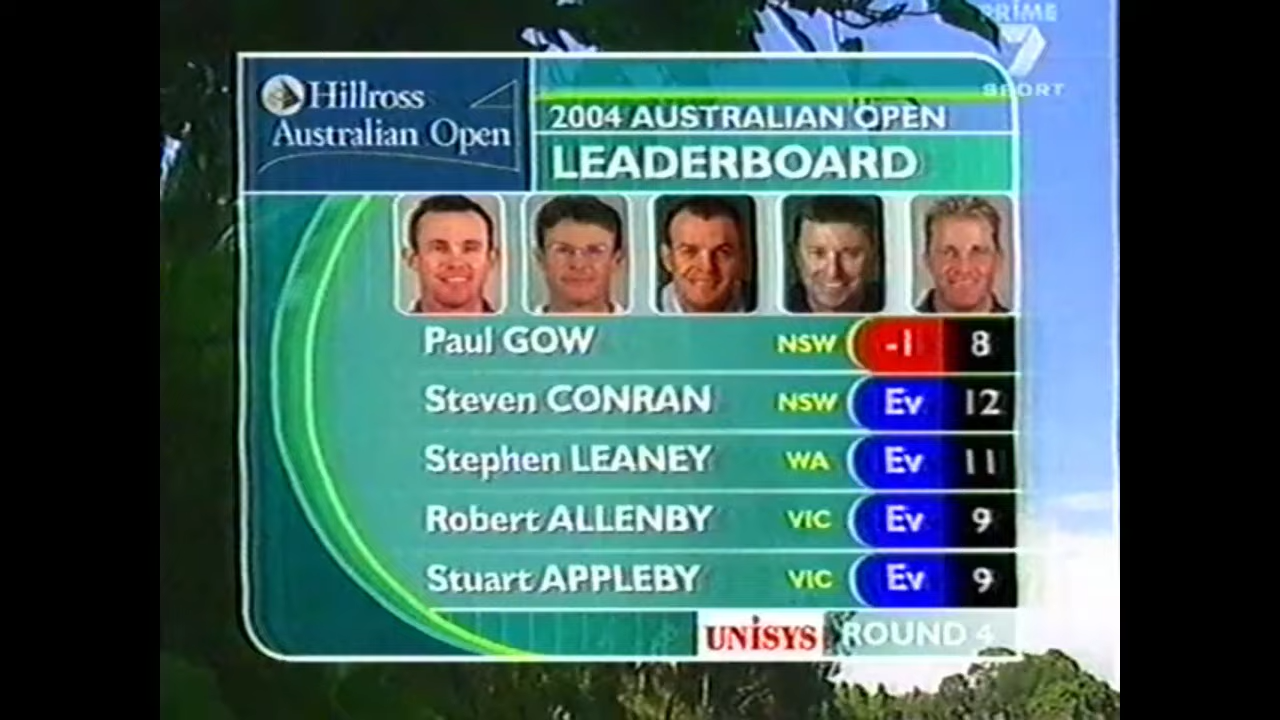 PRIME
7
SPORT
Hillross
Australian Open
2004 AUSTRALIAN OPEN
LEADERBOARD
Paul GOW NSW -1 8
Steven CONRAN NSW Ev 12
Stephen LEANEY WA Ev 11
Robert ALLENBY VIC Ev 9
Stuart APPLEBY VIC Ev 9
UNISYS ROUND 4